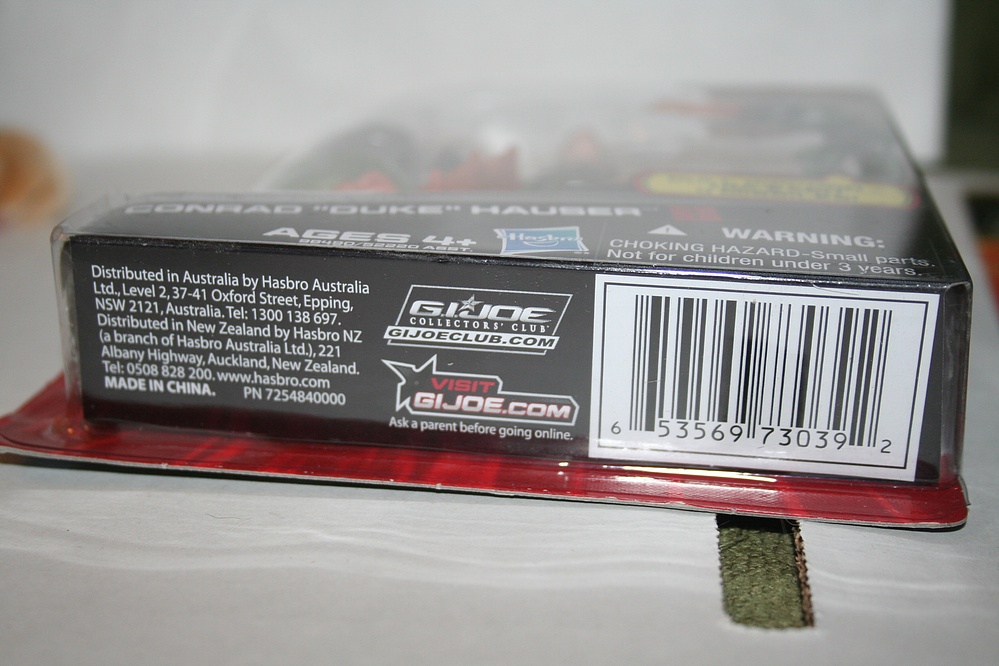 CONRAD "DUKE" HAUSER
AGES 4+
98490/52220 ASST.
Hasbro
WARNING:
CHOKING HAZARD-Small parts.
Not for children under 3 years.
Distributed in Australia by Hasbro Australia
Ltd., Level 2,37-41 Oxford Street, Epping,
NSW 2121, Australia. Tel: 1300 138 697.
Distributed in New Zealand by Hasbro NZ
(a branch of Hasbro Australia Ltd.), 221
Albany Highway, Auckland, New Zealand.
Tel: 0508 828 200. www.hasbro.com
MADE IN CHINA. PN 7254840000
G.I.JOE
COLLECTORS' CLUB
GIJOECLUB.COM
VISIT
GIJOE.COM
Ask a parent before going online.
6 53569 73039 2